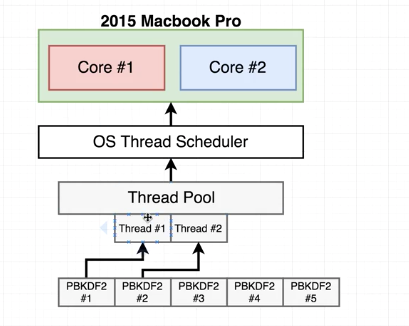 2015 Macbook Pro
Core #1
Core #2
OS Thread Scheduler
Thread Pool
Thread #1
Thread #2
PBKDF2
#1
PBKDF2
#2
PBKDF2
#3
PBKDF2
#4
PBKDF2
#5